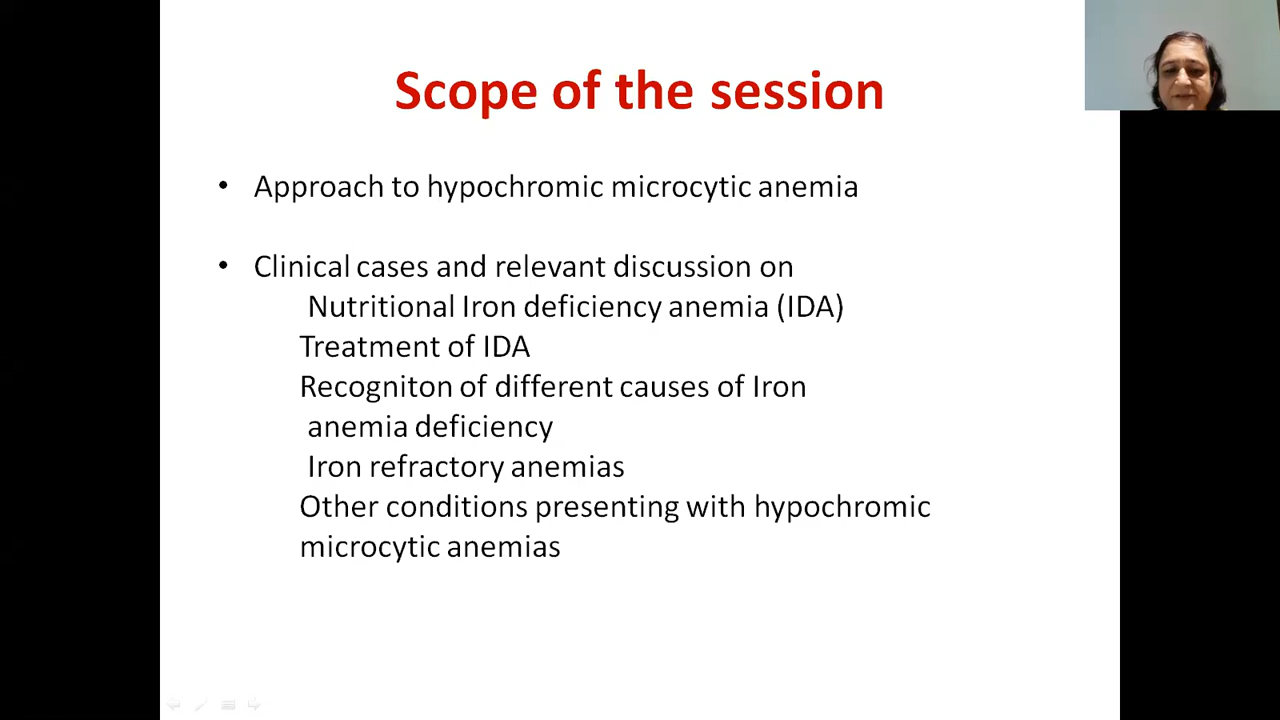 Scope of the session
• Approach to hypochromic microcytic anemia
• Clinical cases and relevant discussion on
Nutritional Iron deficiency anemia (IDA)
Treatment of IDA
Recogniton of different causes of Iron
anemia deficiency
Iron refractory anemias
Other conditions presenting with hypochromic
microcytic anemias